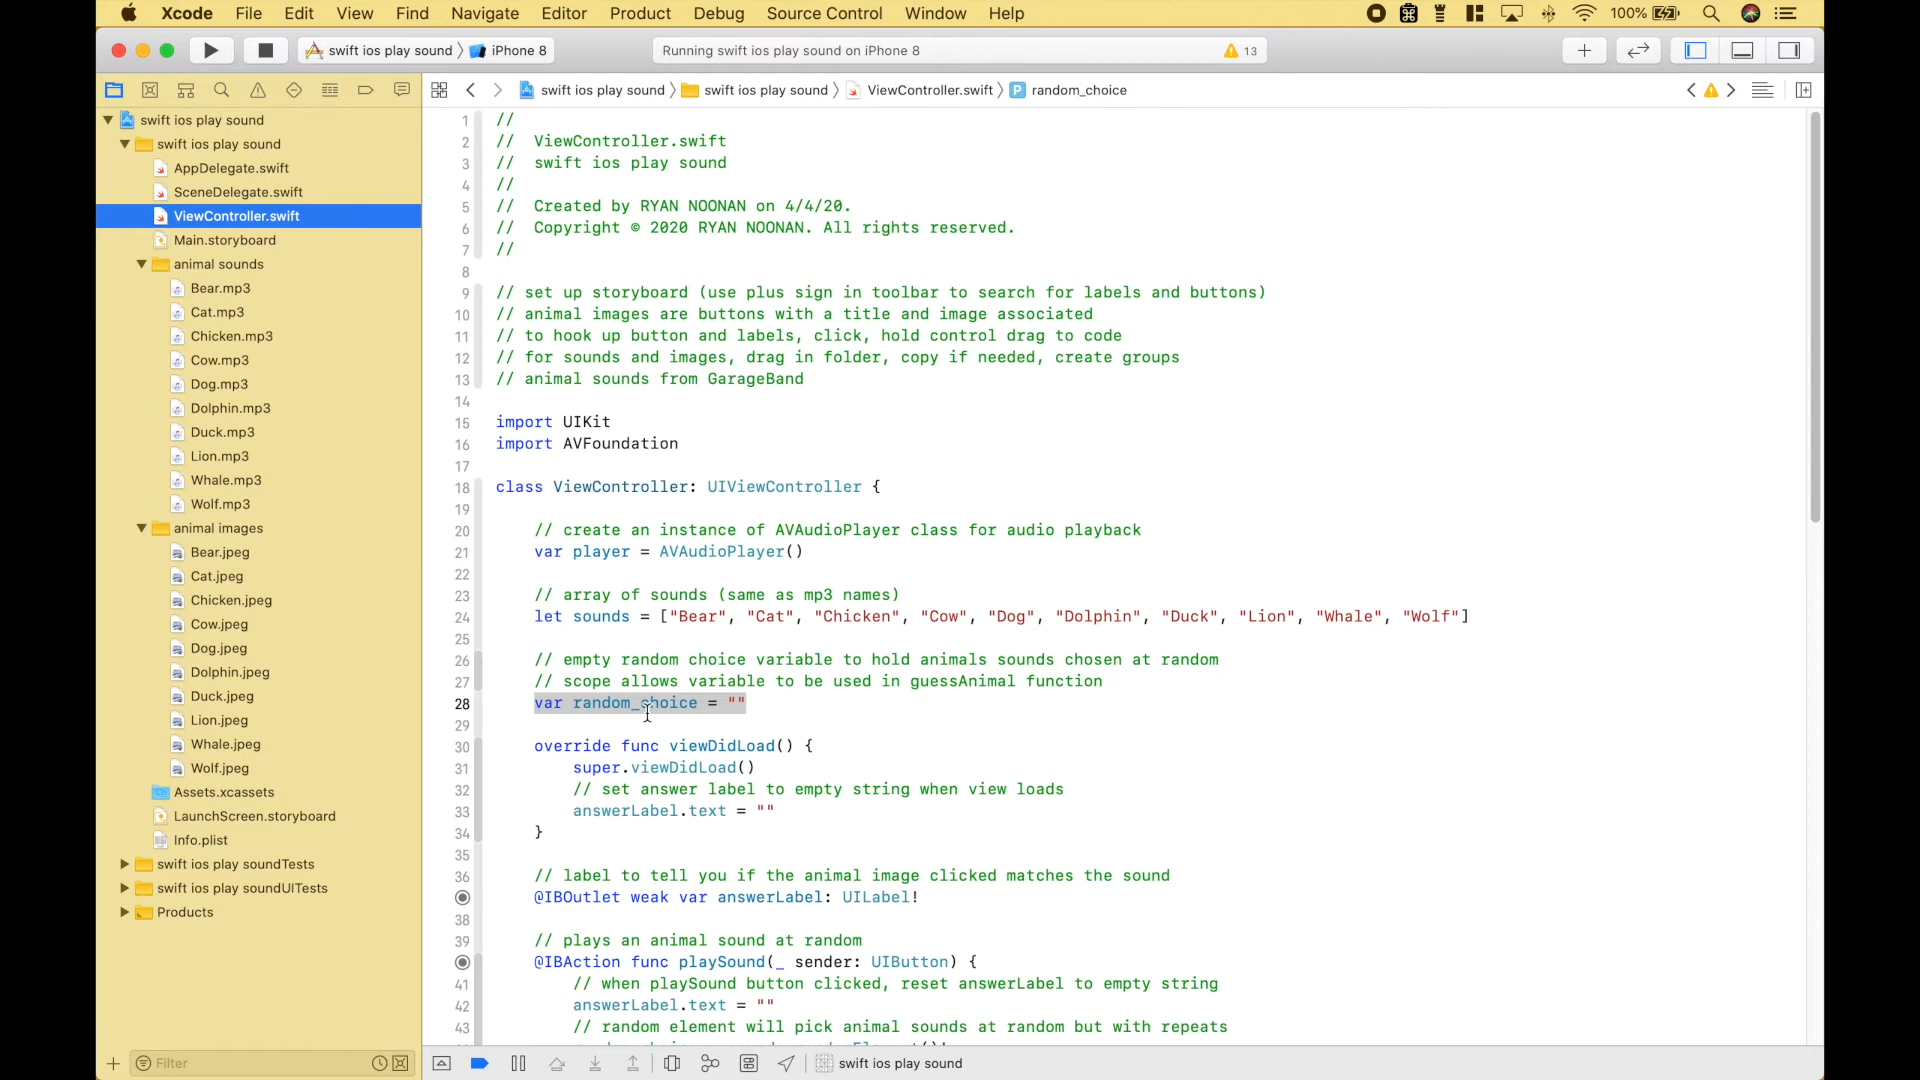 Xcode File Edit View Find Navigate Editor Product Debug Source Control Window Help 100%
swift ios play sound iPhone 8 Running swift ios play sound on iPhone 8 13
swift ios play sound swift ios play sound ViewController.swift P random_choice
swift ios play sound
swift ios play sound
AppDelegate.swift
SceneDelegate.swift
ViewController.swift
Main.storyboard
animal sounds
Bear.mp3
Cat.mp3
Chicken.mp3
Cow.mp3
Dog.mp3
Dolphin.mp3
Duck.mp3
Lion.mp3
Whale.mp3
Wolf.mp3
animal images
Bear.jpeg
Cat.jpeg
Chicken.jpeg
Cow.jpeg
Dog.jpeg
Dolphin.jpeg
Duck.jpeg
Lion.jpeg
Whale.jpeg
Wolf.jpeg
Assets.xcassets
LaunchScreen.storyboard
Info.plist
swift ios play soundTests
swift ios play soundUITests
Products
Filter
1 //
2 // ViewController.swift
3 // swift ios play sound
4 //
5 // Created by RYAN NOONAN on 4/4/20.
6 // Copyright © 2020 RYAN NOONAN. All rights reserved.
7 //
8
9 // set up storyboard (use plus sign in toolbar to search for labels and buttons)
10 // animal images are buttons with a title and image associated
11 // to hook up button and labels, click, hold control drag to code
12 // for sounds and images, drag in folder, copy if needed, create groups
13 // animal sounds from GarageBand
14
15 import UIKit
16 import AVFoundation
17
18 class ViewController: UIViewController {
19
20 // create an instance of AVAudioPlayer class for audio playback
21 var player = AVAudioPlayer()
22
23 // array of sounds (same as mp3 names)
24 let sounds = ["Bear", "Cat", "Chicken", "Cow", "Dog", "Dolphin", "Duck", "Lion", "Whale", "Wolf"]
25
26 // empty random choice variable to hold animals sounds chosen at random
27 // scope allows variable to be used in guessAnimal function
28 var random_choice = ""
29
30 override func viewDidLoad() {
31 super.viewDidLoad()
32 // set answer label to empty string when view loads
33 answerLabel.text = ""
34 }
35
36 // label to tell you if the animal image clicked matches the sound
@IBOutlet weak var answerLabel: UILabel!
38
39 // plays an animal sound at random
@IBAction func playSound(_ sender: UIButton) {
41 // when playSound button clicked, reset answerLabel to empty string
42 answerLabel.text = ""
43 // random element will pick animal sounds at random but with repeats
swift ios play sound